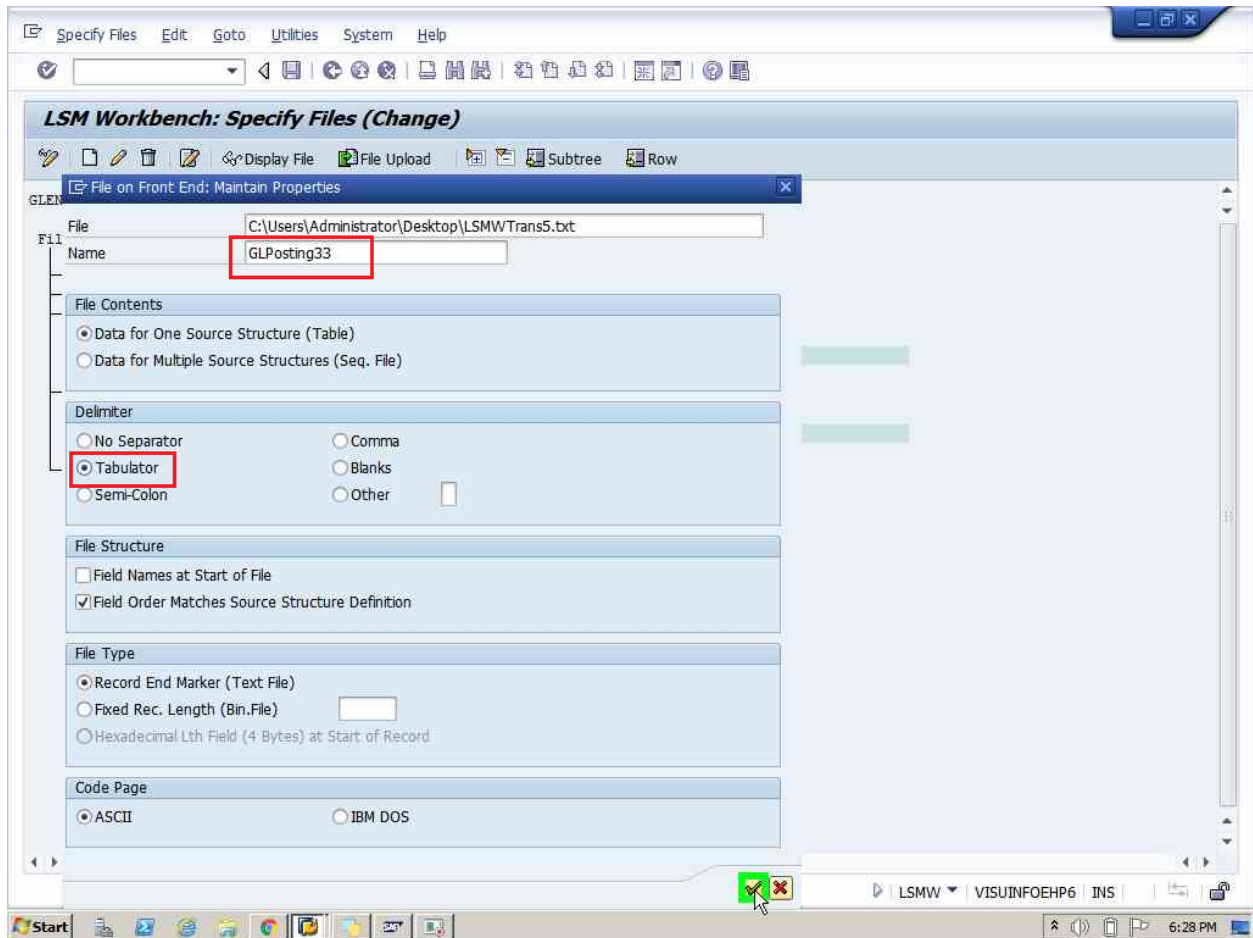 Specify Files Edit Goto Utilities System Help
LSM Workbench: Specify Files (Change)
Display File File Upload Subtree Row
File on Front End: Maintain Properties
GLEN
File C:\Users\Administrator\Desktop\LSMWTrans5.txt
Fil
Name GLPosting33
File Contents
Data for One Source Structure (Table)
Data for Multiple Source Structures (Seq. File)
Delimiter
No Separator Comma
Tabulator Blanks
Semi-Colon Other
File Structure
Field Names at Start of File
Field Order Matches Source Structure Definition
File Type
Record End Marker (Text File)
Fixed Rec. Length (Bin.File)
Hexadecimal Lth Field (4 Bytes) at Start of Record
Code Page
ASCII IBM DOS
LSMW VISUINFOEHP6 INS
Start SAP 6:28 PM